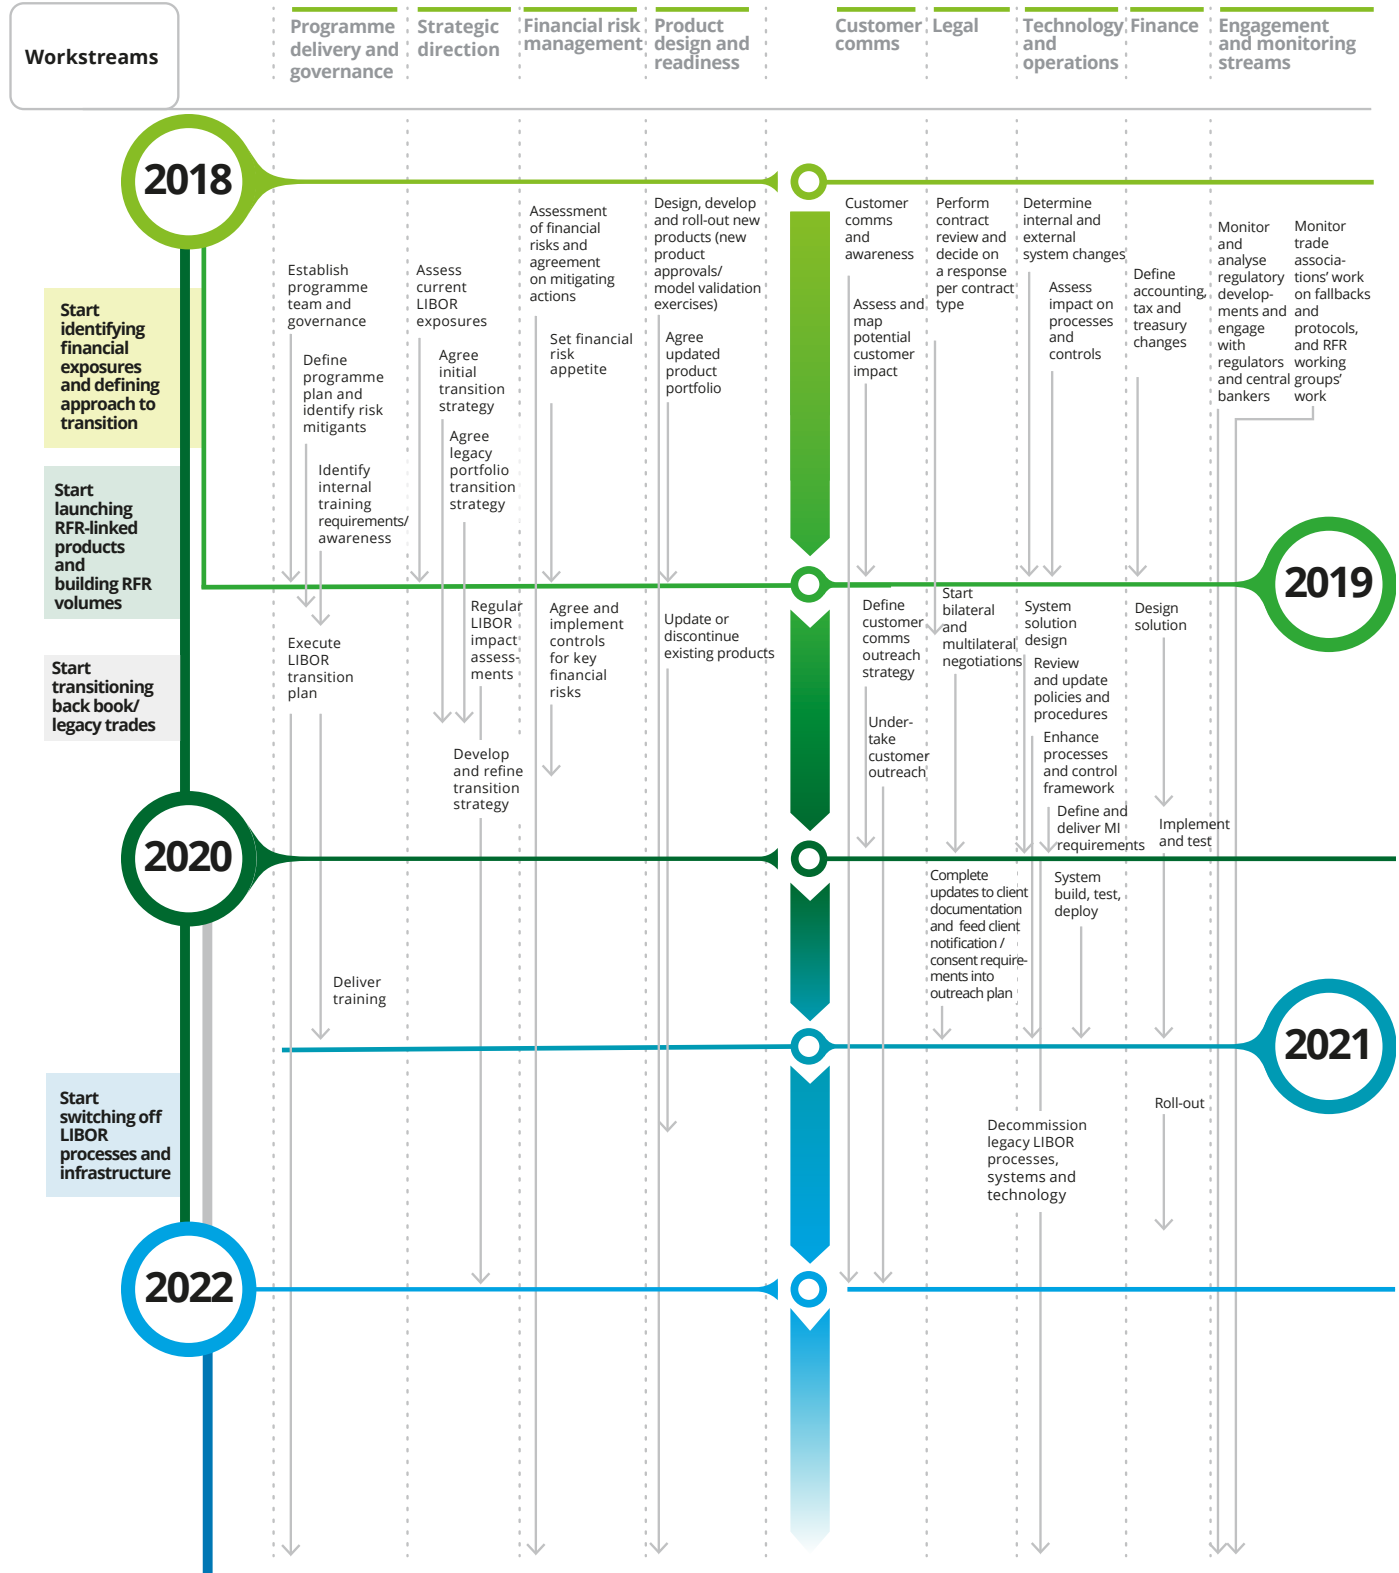 Workstreams
Programme
delivery and
governance
Strategic
direction
Financial risk
management
Product
design and
readiness
Customer
comms
Legal
Technology
and
operations
Finance
Engagement
and monitoring
streams
2018
Start
identifying
financial
exposures
and defining
approach to
transition
Start
launching
RFR-linked
products
and
building RFR
volumes
Start
transitioning
back book/
legacy trades
Establish
programme
team and
governance
Define
programme
plan and
identify risk
mitigants
Identify
internal
training
requirements/
awareness
Assess
current
LIBOR
exposures
Agree
initial
transition
strategy
Agree
legacy
portfolio
transition
strategy
Assessment
of financial
risks and
agreement
on mitigating
actions
Set financial
risk
appetite
Design, develop
and roll-out new
products (new
product
approvals/
model validation
exercises)
Agree
updated
product
portfolio
Customer
comms
and
awareness
Assess and
map
potential
customer
impact
Perform
contract
review and
decide on
a response
per contract
type
Determine
internal and
external
system changes
Assess
impact on
processes
and
controls
Define
accounting,
tax and
treasury
changes
Monitor
and
analyse
regulatory
develop-
ments and
engage
with
regulators
and central
bankers
Monitor
trade
associa-
tions’ work
on fallbacks
and
protocols,
and RFR
working
groups’
work
2019
Execute
LIBOR
transition
plan
Regular
LIBOR
impact
assess-
ments
Develop
and refine
transition
strategy
Agree and
implement
controls
for key
financial
risks
Update or
discontinue
existing products
Define
customer
comms
outreach
strategy
Under-
take
customer
outreach
Start
bilateral
and
multilateral
negotiations
System
solution
design
Review
and update
policies and
procedures
Enhance
processes
and control
framework
Define and
deliver MI
requirements
Design
solution
Implement
and test
2020
Deliver
training
Complete
updates to client
documentation
and feed client
notification /
consent require-
ments into
outreach plan
System
build, test,
deploy
2021
Start
switching off
LIBOR
processes and
infrastructure
Decommission
legacy LIBOR
processes,
systems and
technology
Roll-out
2022